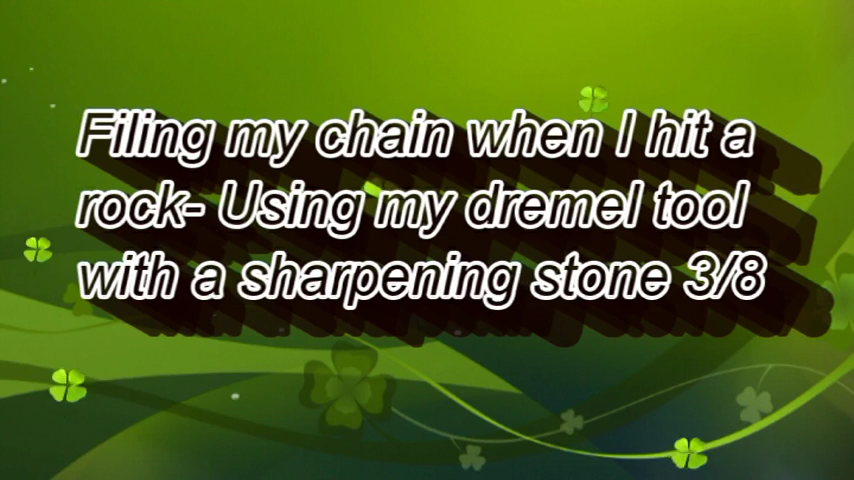 Filing my chain when I hit a
rock- Using my dremel tool
with a sharpening stone 3/8